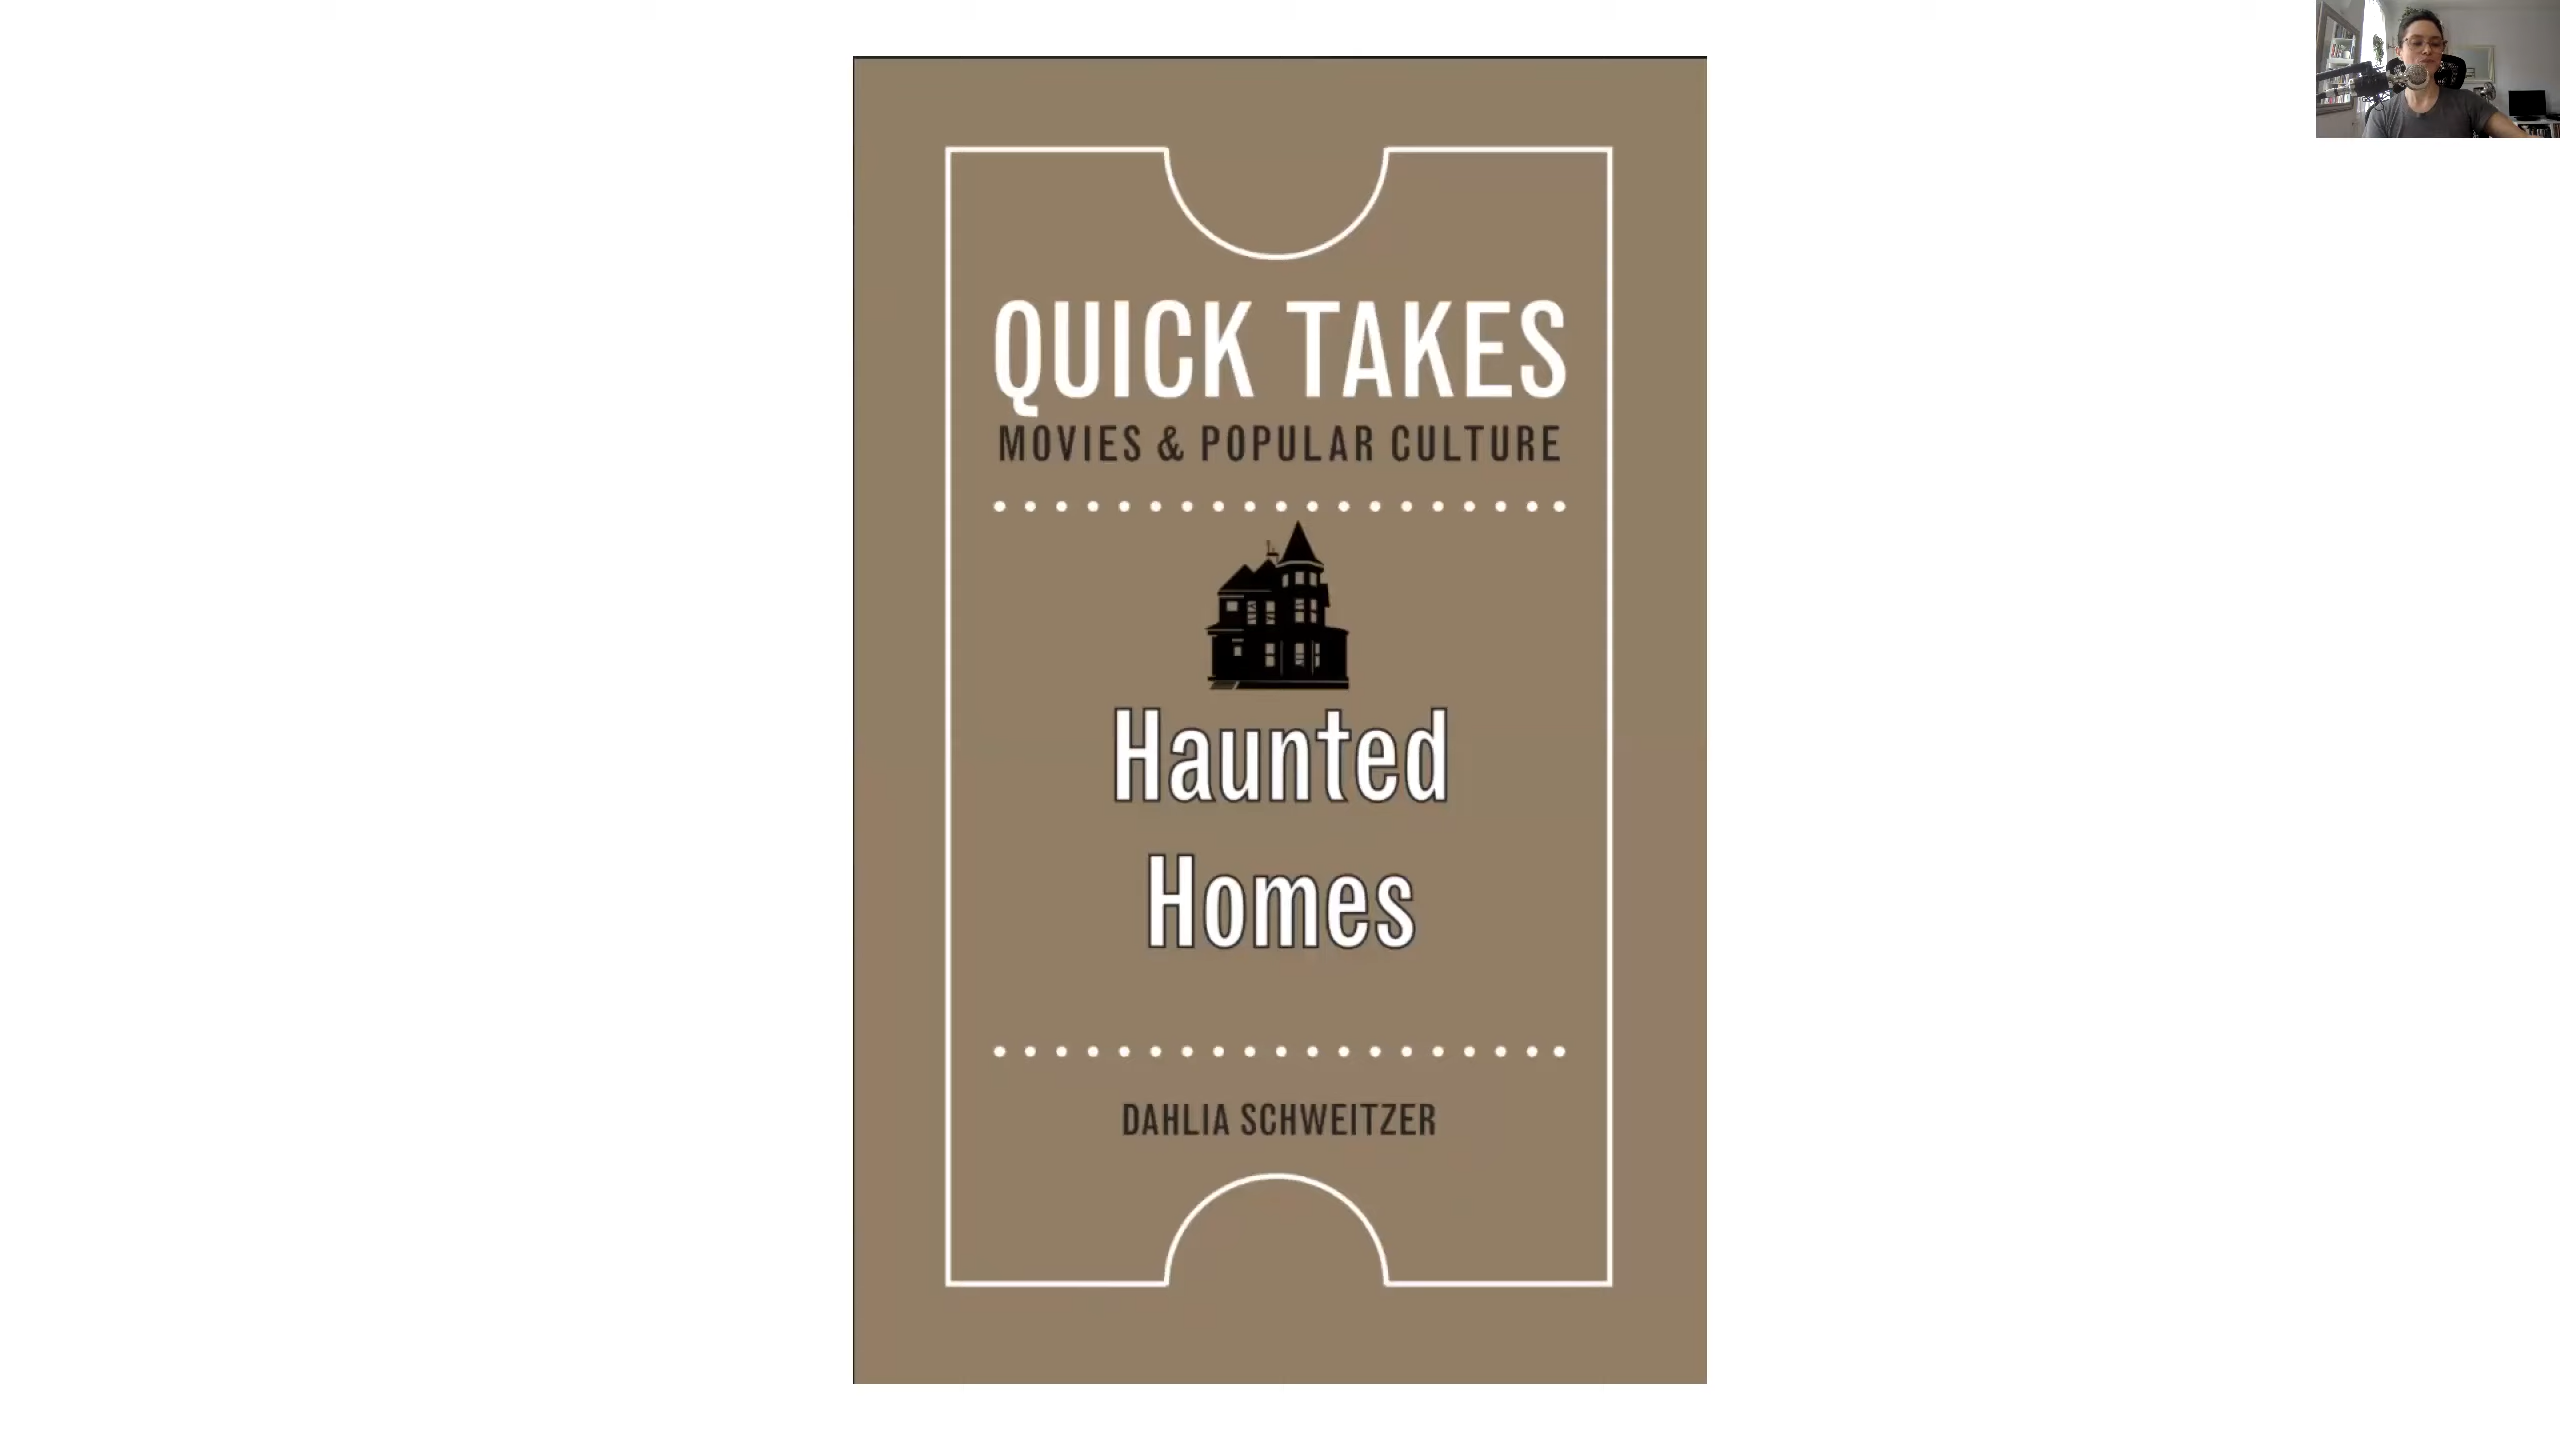 QUICK TAKES
MOVIES & POPULAR CULTURE
Haunted
Homes
DAHLIA SCHWEITZER